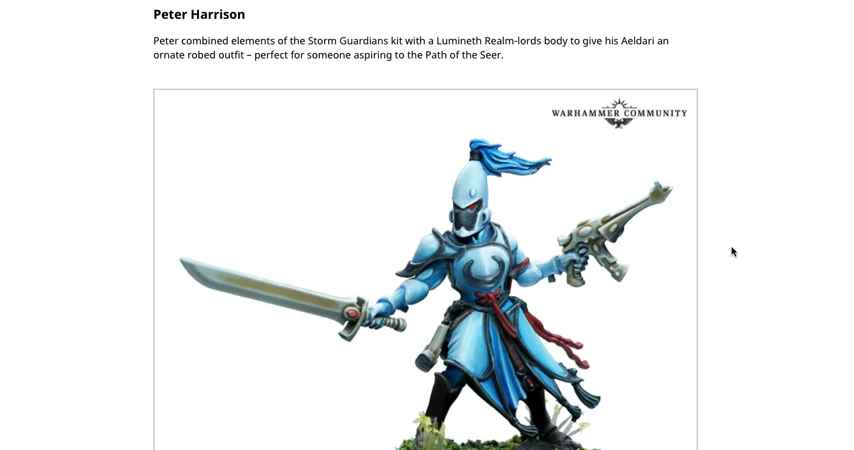 Peter Harrison
Peter combined elements of the Storm Guardians kit with a Lumineth Realm-lords body to give his Aeldari an
ornate robed outfit – perfect for someone aspiring to the Path of the Seer.
WARHAMMER COMMUNITY